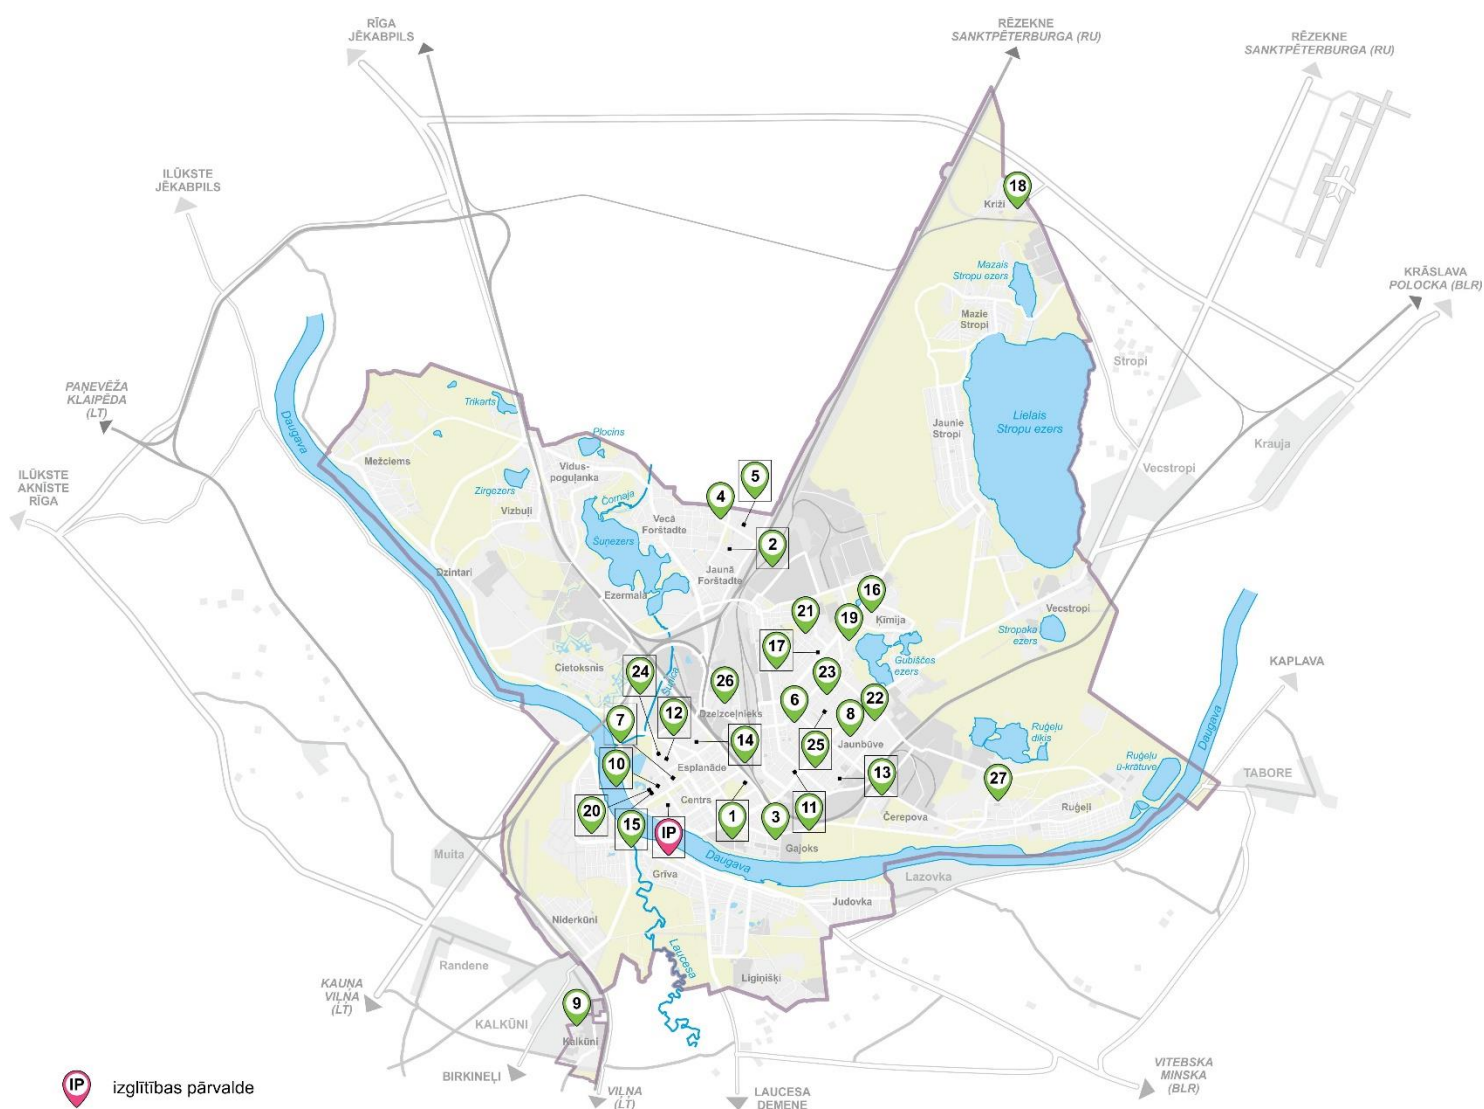 RĪGA
JĒKABPILS
RĒZEKNE
SANKTPĒTERBURGA (RU)
RĒZEKNE
SANKTPĒTERBURGA (RU)
ILŪKSTE
JĒKABPILS
18
Križi
Mazais
Stropu ezers
KRĀSLAVA
POLOCKA (BLR)
Mazie
Stropi
Stropi
PAŅEVĒŽA
KLAIPĒDA
(LT)
Daugava
Trikarts
Lielais
Stropu ezers
Jaunie
Stropi
Plocins
Krauja
Mežciems
Vidus-
poguļanka
Vecstropi
ILŪKSTE
AKNĪSTE
RĪGA
Zirgezers
Vizbuļi
Čornaja
Vecā
Forštadte
4
5
Šuņezers
2
Dzintari
Jaunā
Forštadte
Ezermala
16
21
19
Ķīmija
Vecstropi
Stropaka
ezers
17
Gubiščes
ezers
Cietoksnis
24
Šuņica
26
23
KAPLAVA
6
22
7
12
Dzelzceļnieks
8
Daugava
14
25
Jaunbūve
Ruģeļu
dīķis
Ruģeļu
ū-krātuve
10
Esplanāde
13
27
TABORE
Centrs
11
Ruģeļi
20
15
IP
1
3
Čerepova
Gajoks
Muita
Daugava
Grīva
Lazovka
Judovka
Niderkūni
Laucesa
Randene
Liginišķi
KAUŅA
VIĻŅA
(LT)
9
KALKŪNI
Kalkūni
BIRKINEĻI
VITEBSKA
MINSKA
(BLR)
IP izglītības pārvalde
VIĻŅA
(LT)
LAUCESA
DEMENE